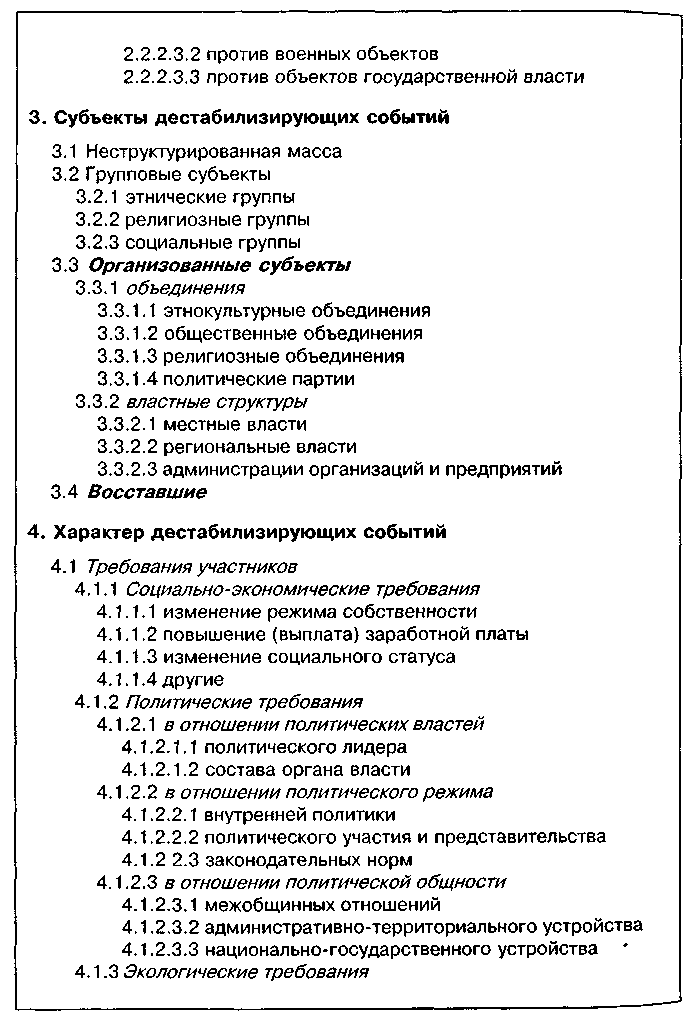 2.2.2.3.2 против военных объектов
2.2.2.3.3 против объектов государственной власти
3. Субъекты дестабилизирующих событий
3.1 Неструктурированная масса
3.2 Групповые субъекты
3.2.1 этнические группы
3.2.2 религиозные группы
3.2.3 социальные группы
3.3 Организованные субъекты
3.3.1 объединения
3.3.1.1 этнокультурные объединения
3.3.1.2 общественные объединения
3.3.1.3 религиозные объединения
3.3.1.4 политические партии
3.3.2 властные структуры
3.3.2.1 местные власти
3.3.2.2 региональные власти
3.3.2.3 администрации организаций и предприятий
3.4 Восставшие
4. Характер дестабилизирующих событий
4.1 Требования участников
4.1.1 Социально-экономические требования
4.1.1.1 изменение режима собственности
4.1.1.2 повышение (выплата) заработной платы
4.1.1.3 изменение социального статуса
4.1.1.4 другие
4.1.2 Политические требования
4.1.2.1 в отношении политических властей
4.1.2.1.1 политического лидера
4.1.2.1.2 состава органа власти
4.1.2.2 в отношении политического режима
4.1.2.2.1 внутренней политики
4.1.2.2.2 политического участия и представительства
4.1.2 2.3 законодательных норм
4.1.2.3 в отношении политической общности
4.1.2.3.1 межобщинных отношений
4.1.2.3.2 административно-территориального устройства
4.1.2.3.3 национально-государственного устройства
4.1.3 Экологические требования